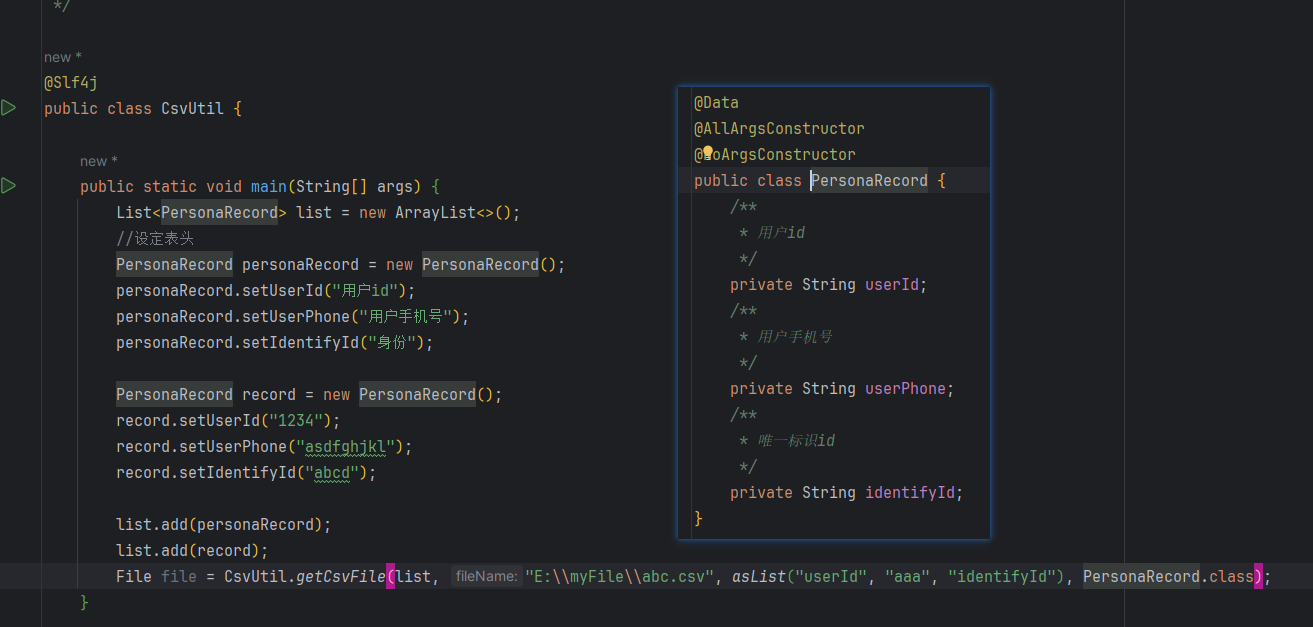 */
new *
@Slf4j
public class CsvUtil {
new *
public static void main(String[] args) {
List<PersonaRecord> list = new ArrayList<>();
//设定表头
PersonaRecord personaRecord = new PersonaRecord();
personaRecord.setUserId("用户id");
personaRecord.setUserPhone("用户手机号");
personaRecord.setIdentifyId("身份");
PersonaRecord record = new PersonaRecord();
record.setUserId("1234");
record.setUserPhone("asdfghjkl");
record.setIdentifyId("abcd");
list.add(personaRecord);
list.add(record);
File file = CsvUtil.getCsvFile(list, fileName: "E:\\myFile\\abc.csv", asList("userId", "aaa", "identifyId"), PersonaRecord.class);
}
@Data
@AllArgsConstructor
@NoArgsConstructor
public class PersonaRecord {
/**
* 用户id
*/
private String userId;
/**
* 用户手机号
*/
private String userPhone;
/**
* 唯一标识id
*/
private String identifyId;
}